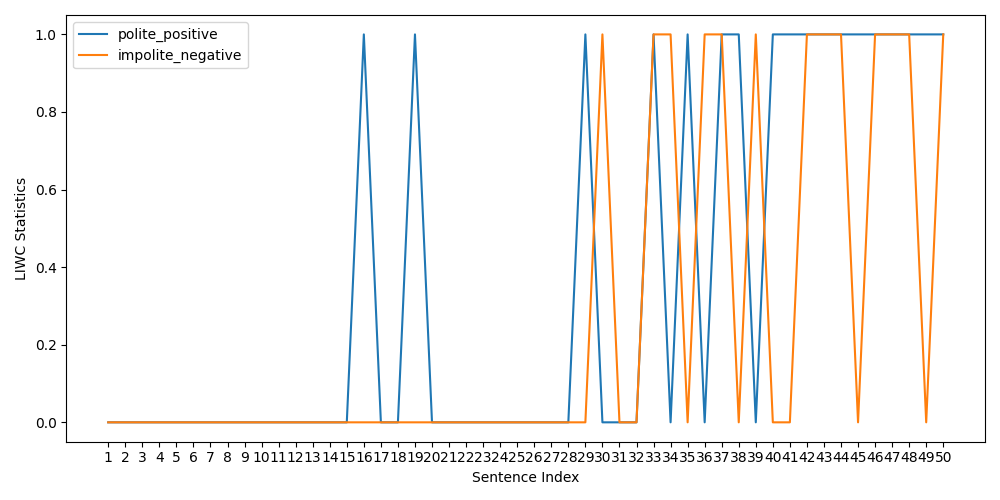 polite_positive
impolite_negative
1.0
0.8
0.6
0.4
0.2
0.0
LIWC Statistics
1 2 3 4 5 6 7 8 9 10 11 12 13 14 15 16 17 18 19 20 21 22 23 24 25 26 27 28 29 30 31 32 33 34 35 36 37 38 39 40 41 42 43 44 45 46 47 48 49 50
Sentence Index